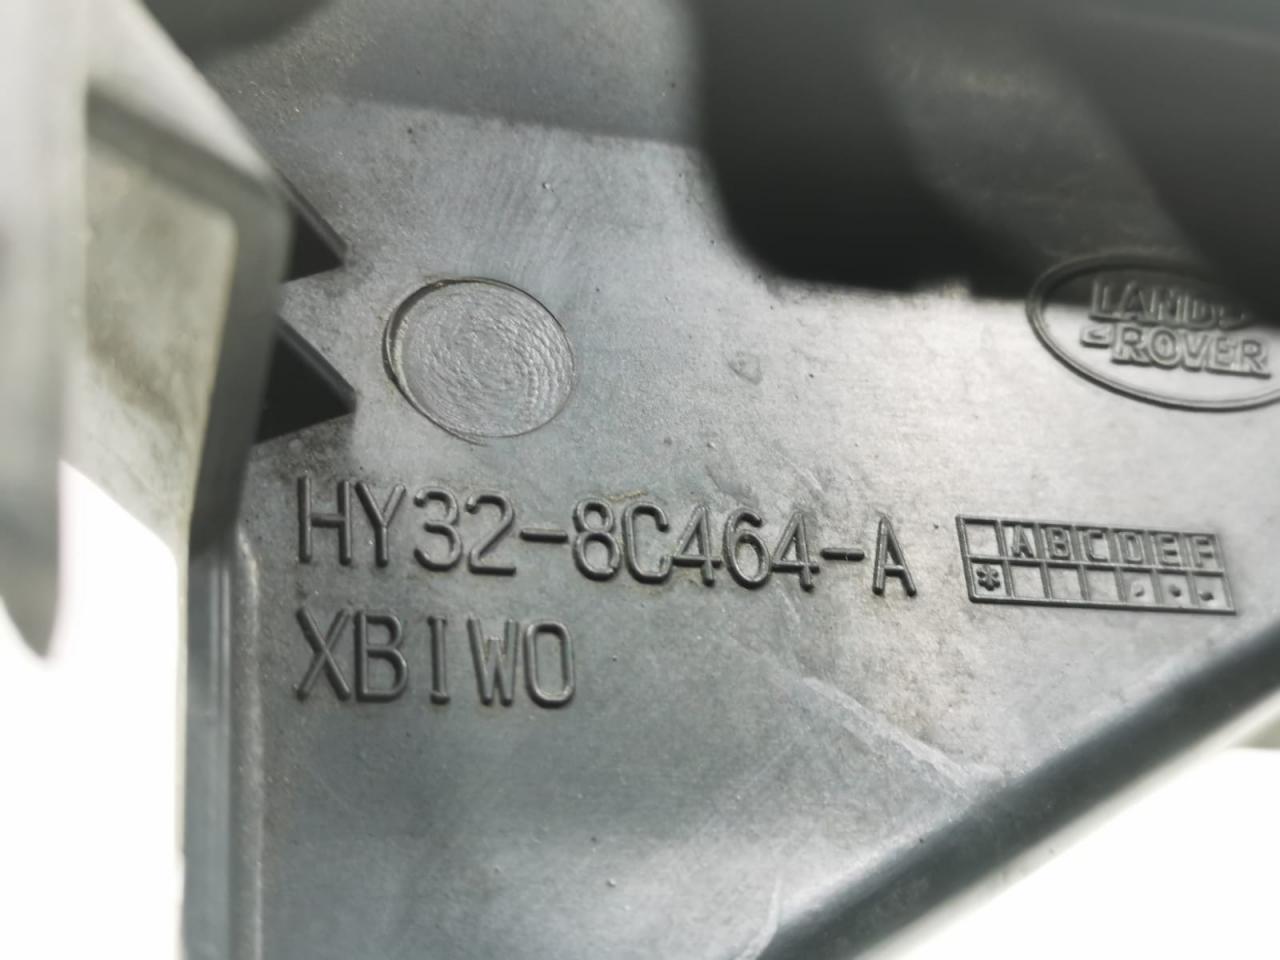 LAND
ROVER
HY32-8C464-A
ABCDEF
*
XBIWO